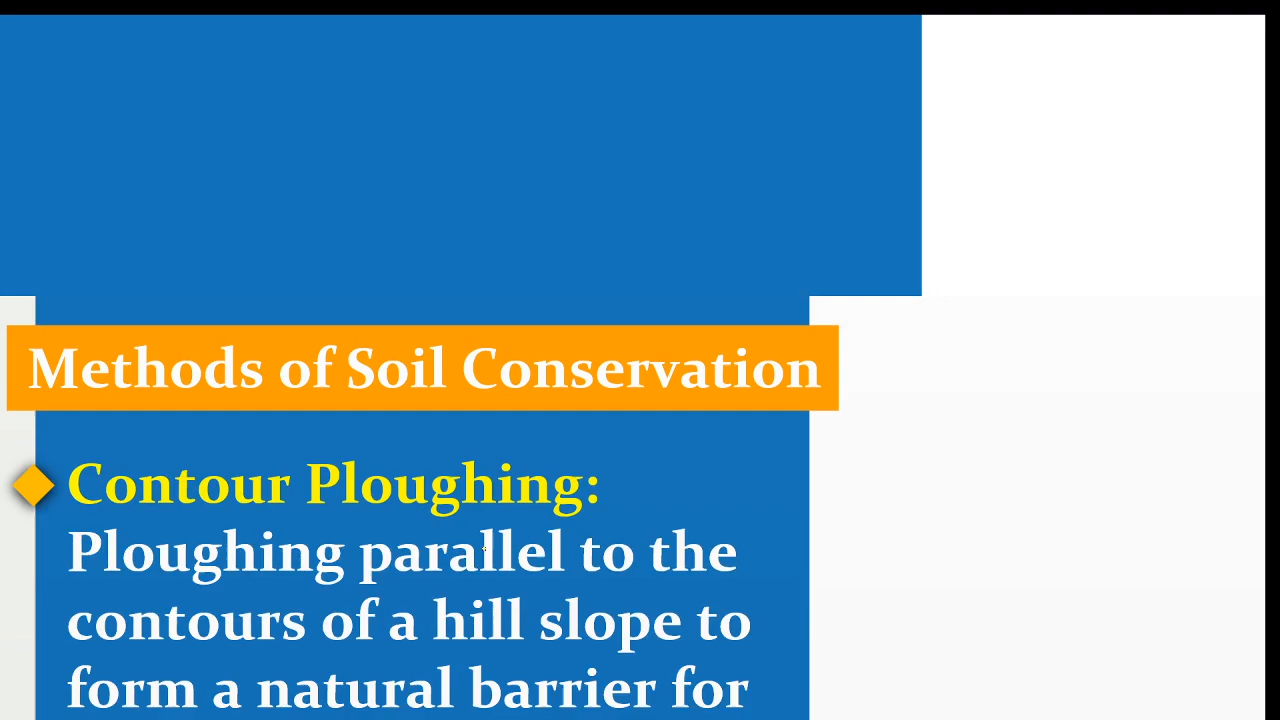 Methods of Soil Conservation
Contour Ploughing:
Ploughing parallel to the
contours of a hill slope to
form a natural barrier for